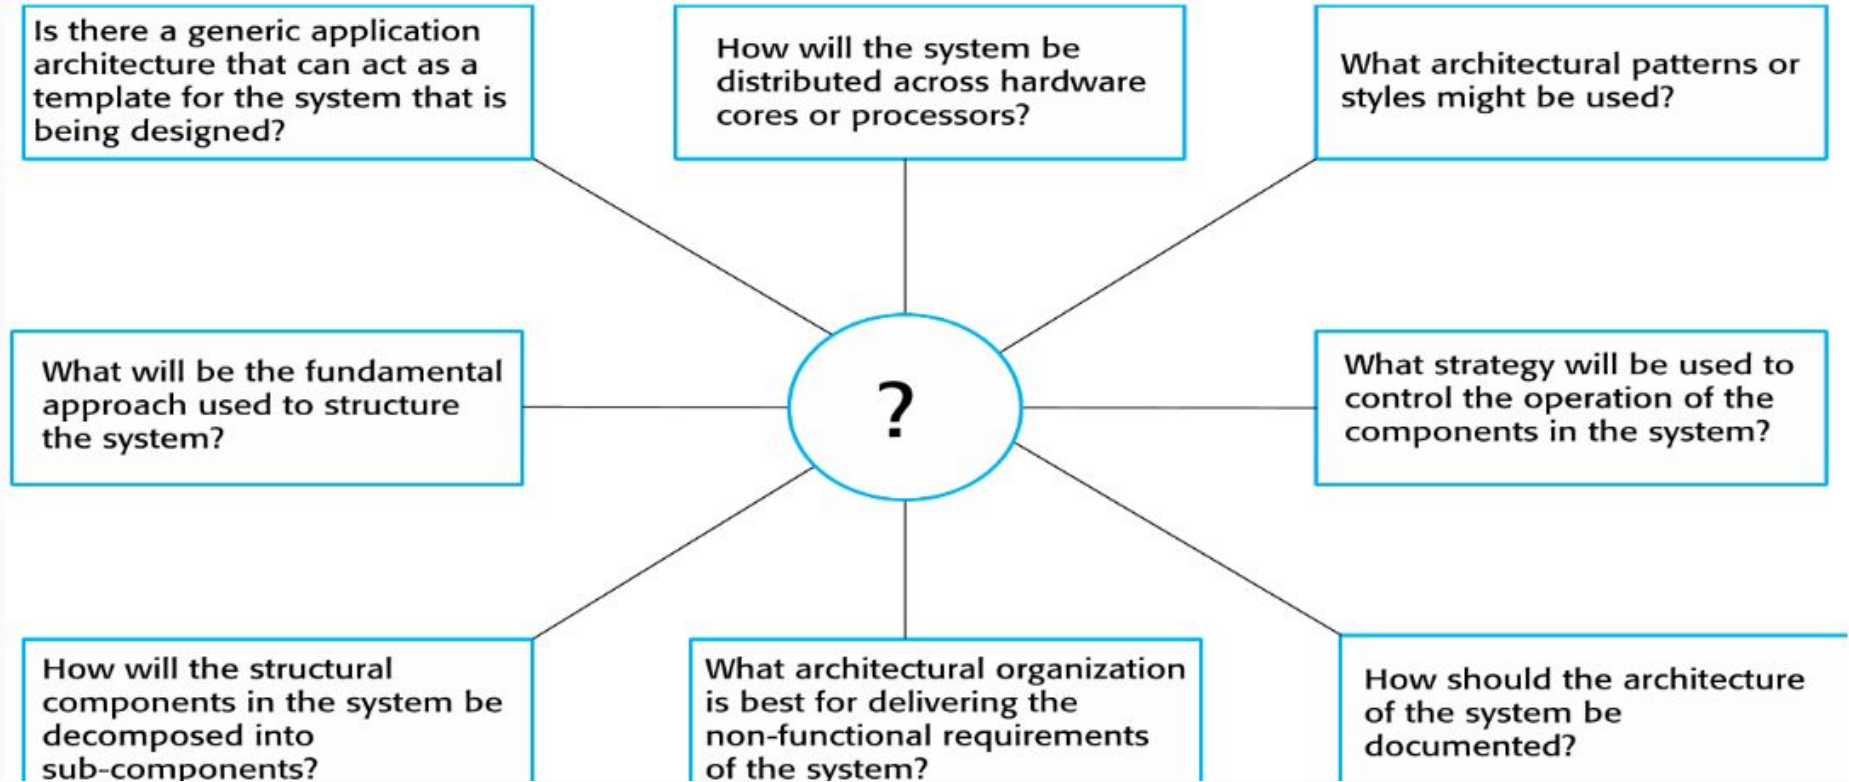 Is there a generic application
architecture that can act as a
template for the system that is
being designed?
How will the system be
distributed across hardware
cores or processors?
What architectural patterns or
styles might be used?
What will be the fundamental
approach used to structure
the system?
?
What strategy will be used to
control the operation of the
components in the system?
How will the structural
components in the system be
decomposed into
sub-components?
What architectural organization
is best for delivering the
non-functional requirements
of the system?
How should the architecture
of the system be
documented?